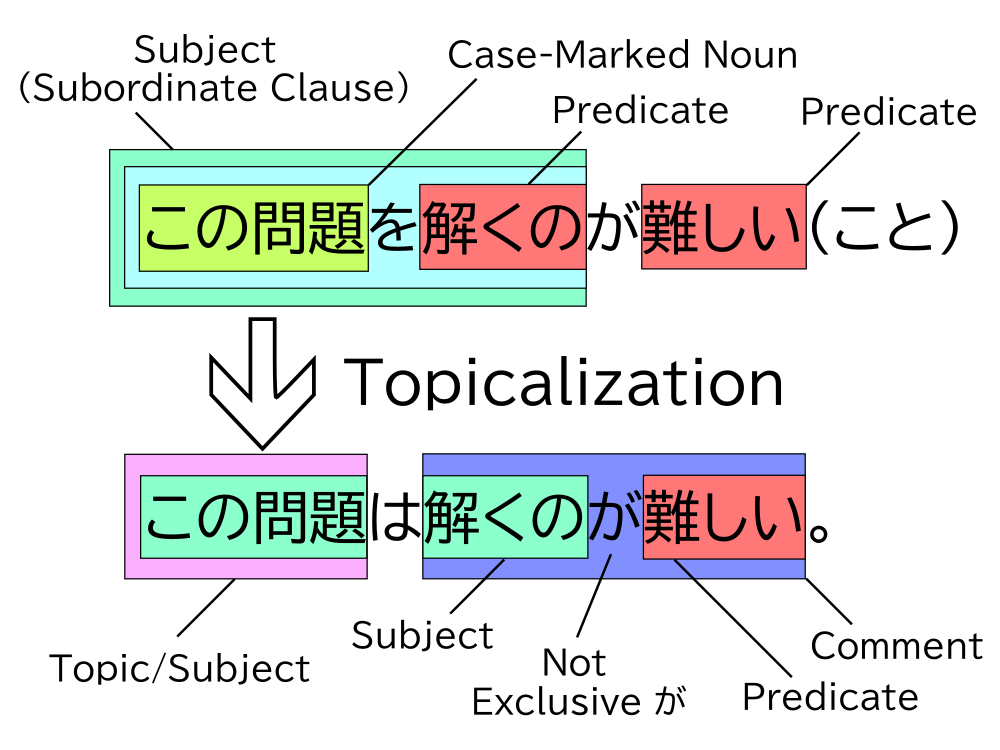 Subject
(Subordinate Clause)
Case-Marked Noun
Predicate
Predicate
この問題を解くのが難しい(こと)
Topicalization
この問題は解くのが難しい。
Topic/Subject
Subject
Not
Exclusive が
Predicate
Comment